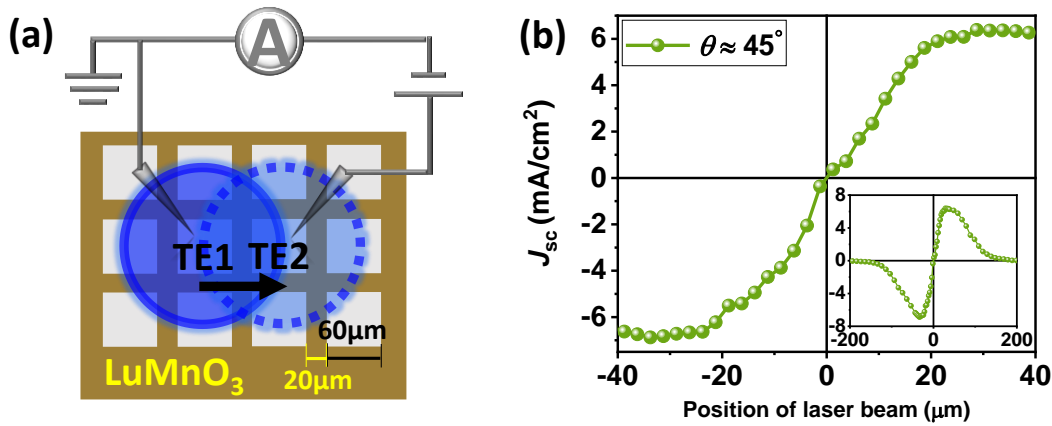 (a)
A
TE1 TE2
60μm
20μm
LuMnO₃
(b)
θ ≈ 45°
Jsc (mA/cm²)
6
4
2
0
-2
-4
-6
-40 -20 0 20 40
Position of laser beam (μm)
8
4
0
-4
-8
-200 0 200